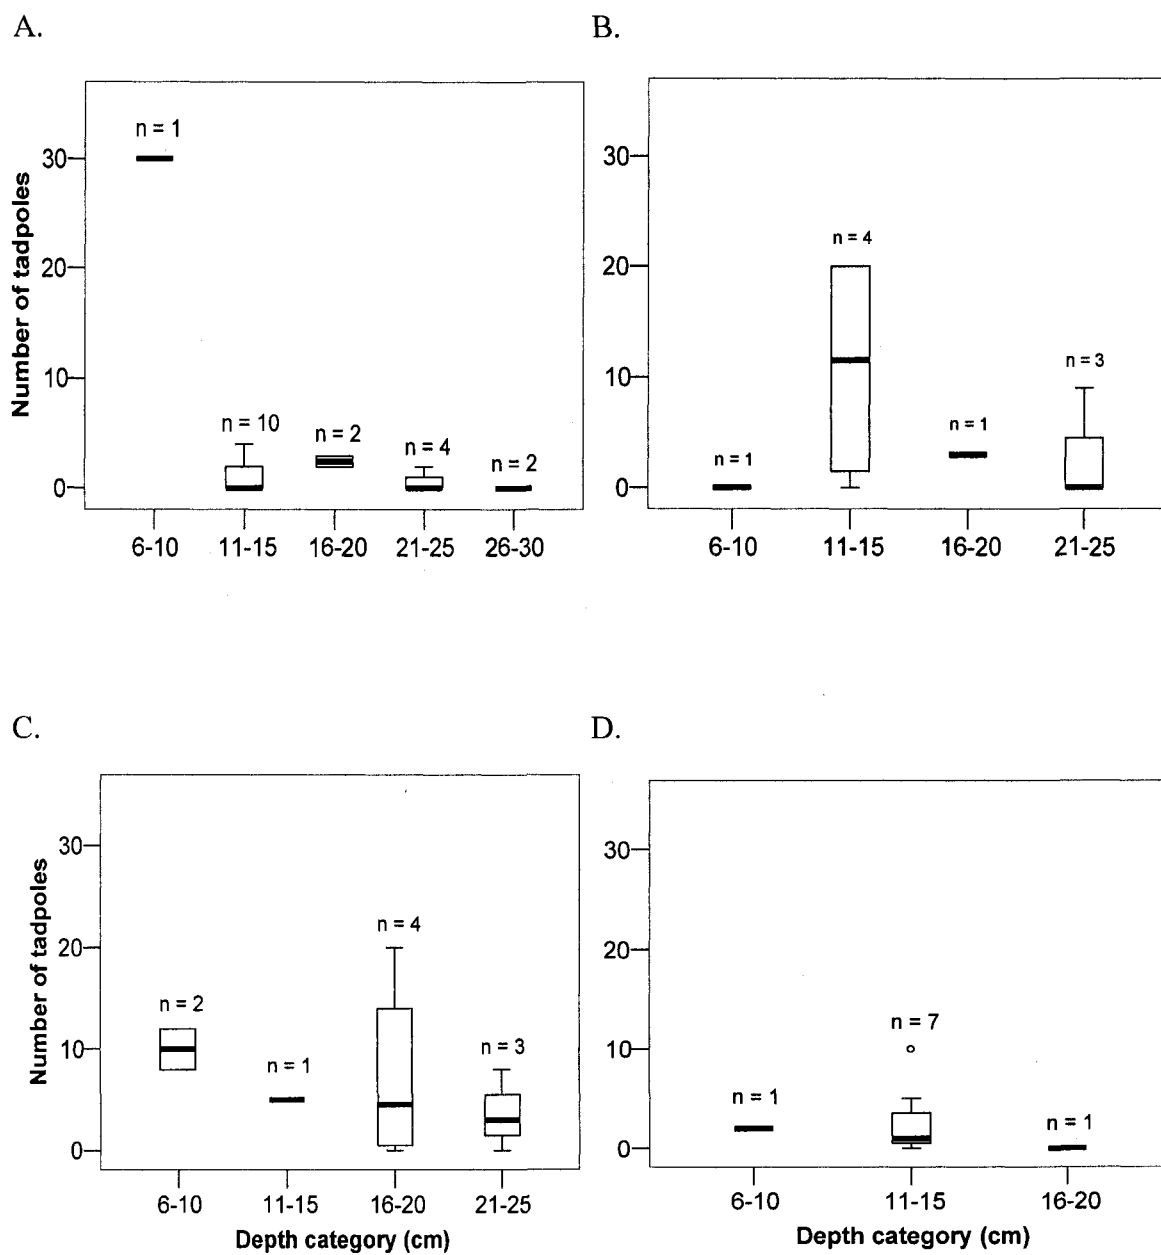 A.
Number of tadpoles
30
20
10
0
n = 1
n = 10
n = 2
n = 4
n = 2
6-10 11-15 16-20 21-25 26-30
B.
30
20
10
0
n = 1
n = 4
n = 1
n = 3
6-10 11-15 16-20 21-25
C.
Number of tadpoles
30
20
10
0
n = 2
n = 1
n = 4
n = 3
6-10 11-15 16-20 21-25
Depth category (cm)
D.
30
20
10
0
n = 1
n = 7
n = 1
6-10 11-15 16-20
Depth category (cm)